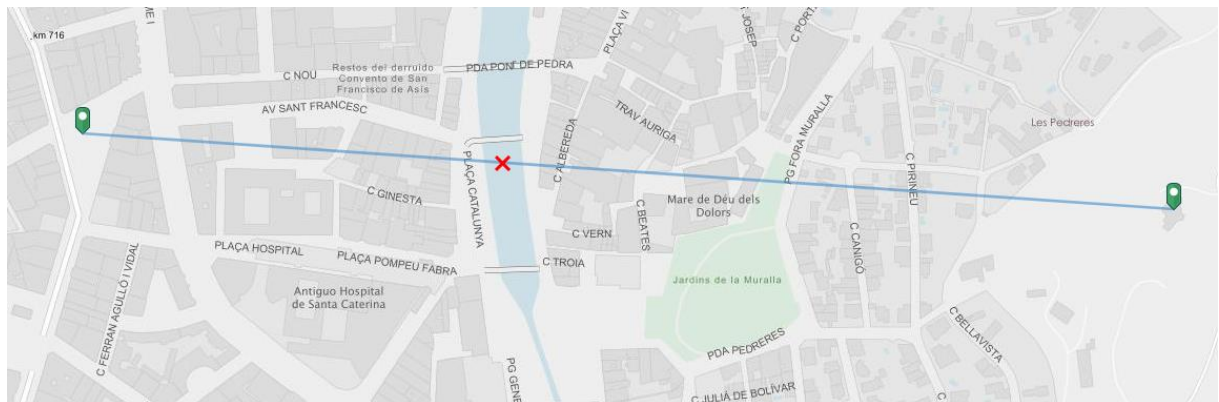 km 716
ME I
C NOU
Restos del derruido
Convento de San
Francisco de Asís
AV SANT FRANCESC
PDA PONT DE PEDRA
PLAÇA VI
TRAV AURIGA
C ALBEREDA
PLAÇA CATALUNYA
C GINESTA
PLAÇA HOSPITAL
PLAÇA POMPEU FABRA
Antiguo Hospital
de Santa Caterina
C FERRAN AGULLÓ I VIDAL
C VERN
C TROIA
C BEATES
Mare de Déu dels
Dolors
Jardins de la Muralla
PG FORA MURALLA
JOSEP
C PORT
C PIRINEU
C CANIGÓ
Les Pedreres
C BELLAVISTA
PDA PEDRERES
C JULIÀ DE BOLÍVAR
PG GENE
C